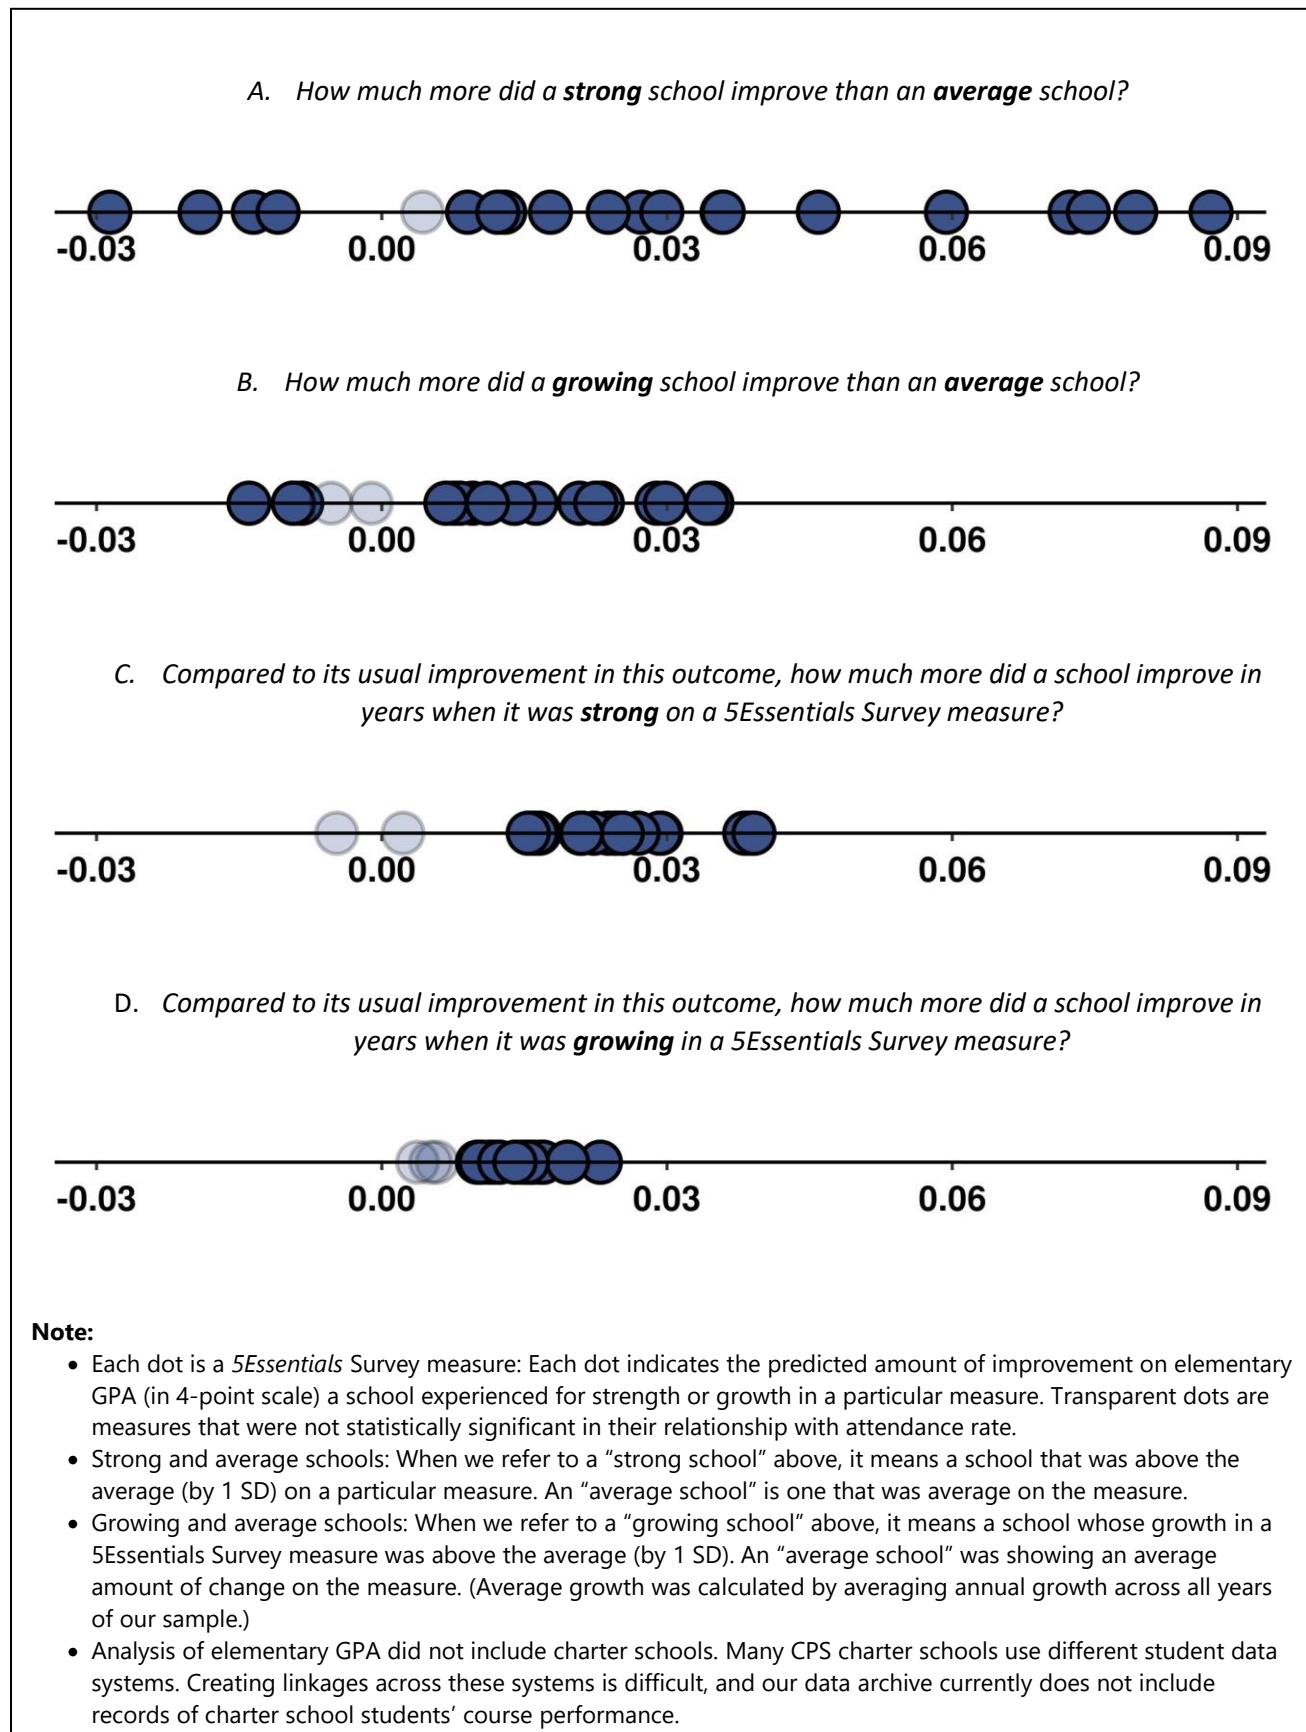 A. How much more did a strong school improve than an average school?
-0.03 0.00 0.03 0.06 0.09
B. How much more did a growing school improve than an average school?
-0.03 0.00 0.03 0.06 0.09
C. Compared to its usual improvement in this outcome, how much more did a school improve in
years when it was strong on a 5Essentials Survey measure?
-0.03 0.00 0.03 0.06 0.09
D. Compared to its usual improvement in this outcome, how much more did a school improve in
years when it was growing in a 5Essentials Survey measure?
-0.03 0.00 0.03 0.06 0.09
Note:
• Each dot is a 5Essentials Survey measure: Each dot indicates the predicted amount of improvement on elementary
GPA (in 4-point scale) a school experienced for strength or growth in a particular measure. Transparent dots are
measures that were not statistically significant in their relationship with attendance rate.
• Strong and average schools: When we refer to a “strong school” above, it means a school that was above the
average (by 1 SD) on a particular measure. An “average school” is one that was average on the measure.
• Growing and average schools: When we refer to a “growing school” above, it means a school whose growth in a
5Essentials Survey measure was above the average (by 1 SD). An “average school” was showing an average
amount of change on the measure. (Average growth was calculated by averaging annual growth across all years
of our sample.)
• Analysis of elementary GPA did not include charter schools. Many CPS charter schools use different student data
systems. Creating linkages across these systems is difficult, and our data archive currently does not include
records of charter school students’ course performance.